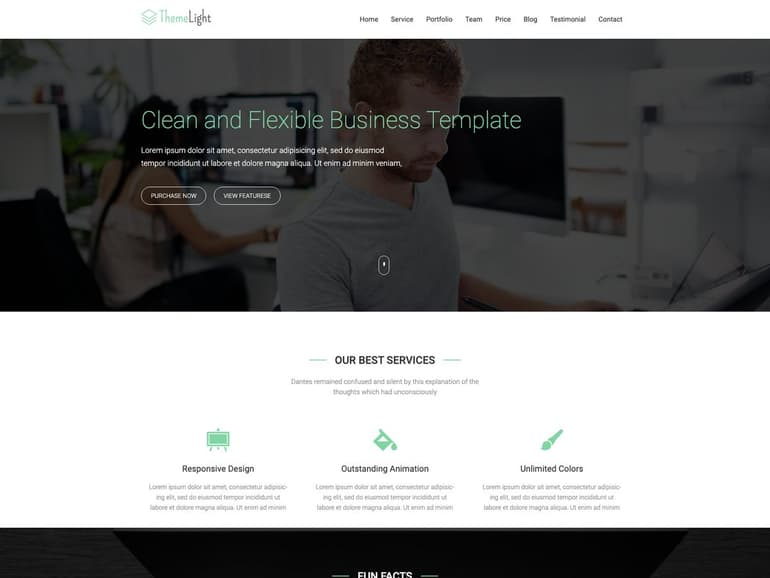 ThemeLight
Home Service Portfolio Team Price Blog Testimonial Contact
Clean and Flexible Business Template
Lorem ipsum dolor sit amet, consectetur adipisicing elit, sed do eiusmod
tempor incididunt ut labore et dolore magna aliqua. Ut enim ad minim veniam,
PURCHASE NOW VIEW FEATURESE
OUR BEST SERVICES
Dantes remained confused and silent by this explanation of the
thoughts which had unconsciously
Responsive Design
Lorem ipsum dolor sit amet, consectetur adipisic-
ing elit, sed do eiusmod tempor incididunt ut
labore et dolore magna aliqua. Ut enim ad minim
Outstanding Animation
Lorem ipsum dolor sit amet, consectetur adipisic-
ing elit, sed do eiusmod tempor incididunt ut
labore et dolore magna aliqua. Ut enim ad minim
Unlimited Colors
Lorem ipsum dolor sit amet, consectetur adipisic-
ing elit, sed do eiusmod tempor incididunt ut
labore et dolore magna aliqua. Ut enim ad minim
FUN FACTS